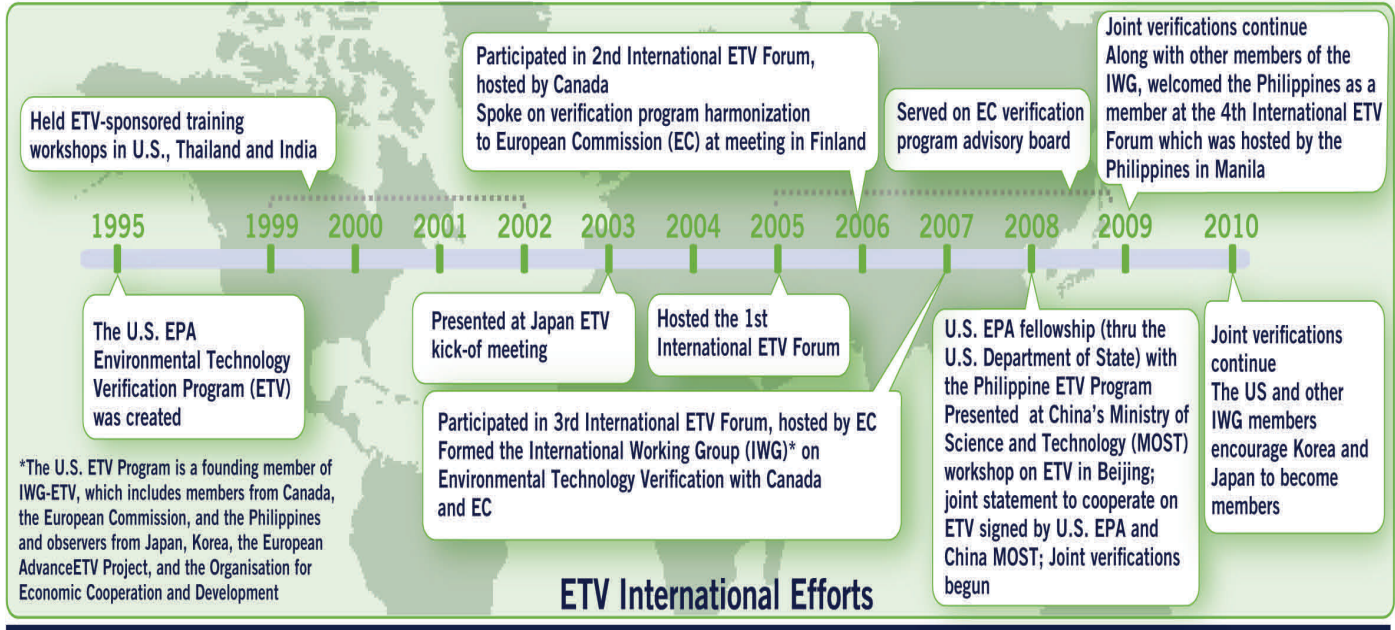 Held ETV-sponsored training
workshops in U.S., Thailand and India
Participated in 2nd International ETV Forum,
hosted by Canada
Spoke on verification program harmonization
to European Commission (EC) at meeting in Finland
Served on EC verification
program advisory board
Joint verifications continue
Along with other members of the
IWG, welcomed the Philippines as a
member at the 4th International ETV
Forum which was hosted by the
Philippines in Manila
1995 1999 2000 2001 2002 2003 2004 2005 2006 2007 2008 2009 2010
The U.S. EPA
Environmental Technology
Verification Program (ETV)
was created
Presented at Japan ETV
kick-of meeting
Hosted the 1st
International ETV Forum
Participated in 3rd International ETV Forum, hosted by EC
Formed the International Working Group (IWG)* on
Environmental Technology Verification with Canada
and EC
U.S. EPA fellowship (thru the
U.S. Department of State) with
the Philippine ETV Program
Presented at China's Ministry of
Science and Technology (MOST)
workshop on ETV in Beijing;
joint statement to cooperate on
ETV signed by U.S. EPA and
China MOST; Joint verifications
begun
Joint verifications
continue
The US and other
IWG members
encourage Korea and
Japan to become
members
*The U.S. ETV Program is a founding member of
IWG-ETV, which includes members from Canada,
the European Commission, and the Philippines
and observers from Japan, Korea, the European
AdvanceETV Project, and the Organisation for
Economic Cooperation and Development
ETV International Efforts